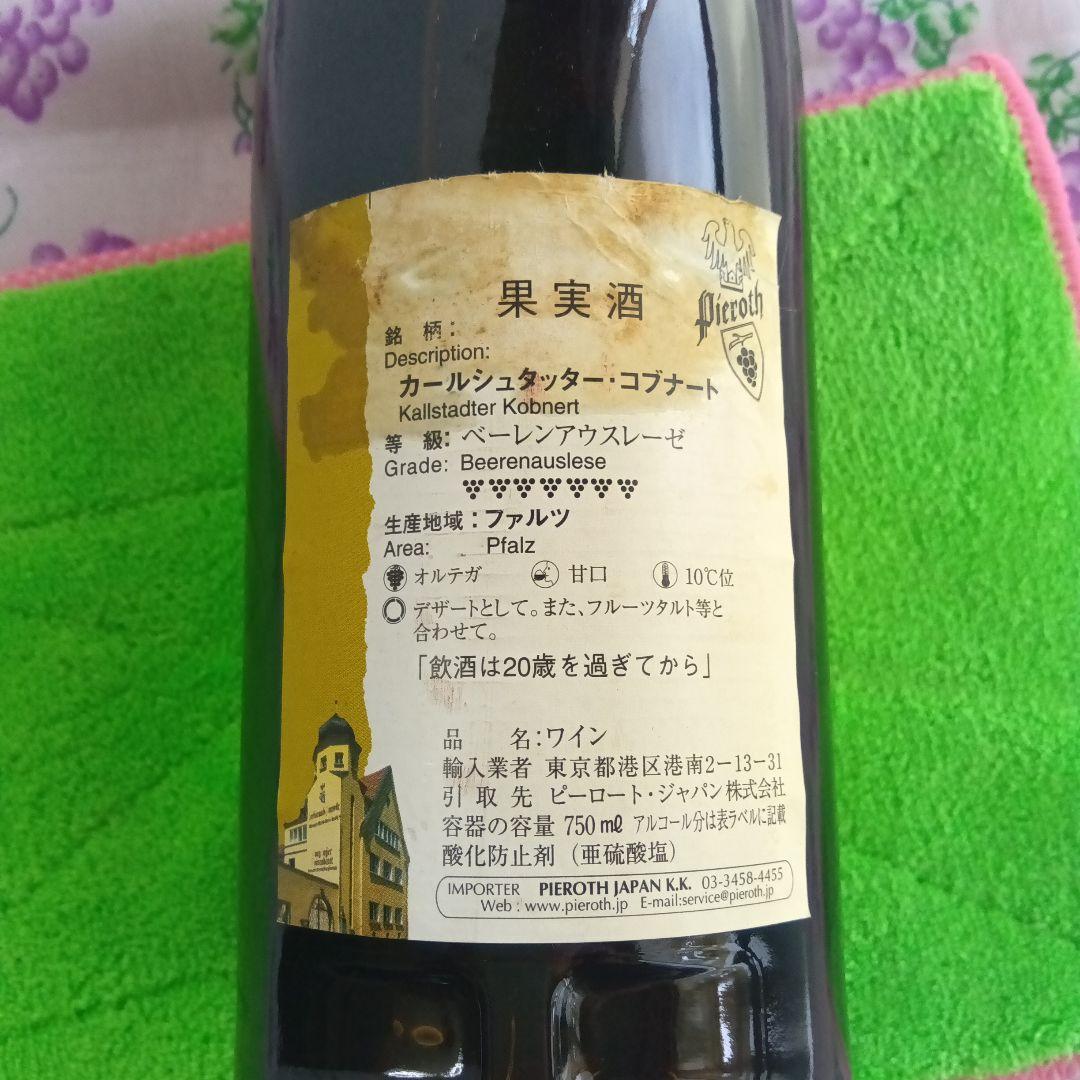 果実酒
Pieroth
銘柄:
Description:
カールシュタッター・コブナート
Kallstadter Kobnert
等級: ベーレンアウスレーゼ
Grade: Beerenauslese
生産地域:ファルツ
Area: Pfalz
オルテガ 甘口 10℃位
デザートとして。また、フルーツタルト等と
合わせて。
「飲酒は20歳を過ぎてから」
品名:ワイン
輸入業者 東京都港区港南2-13-31
引取先 ピーロート・ジャパン株式会社
容器の容量 750㎖ アルコール分は表ラベルに記載
酸化防止剤(亜硫酸塩)
IMPORTER PIEROTH JAPAN K.K. 03-3458-4455
Web : www.pieroth.jp E-mail:service@pieroth.jp